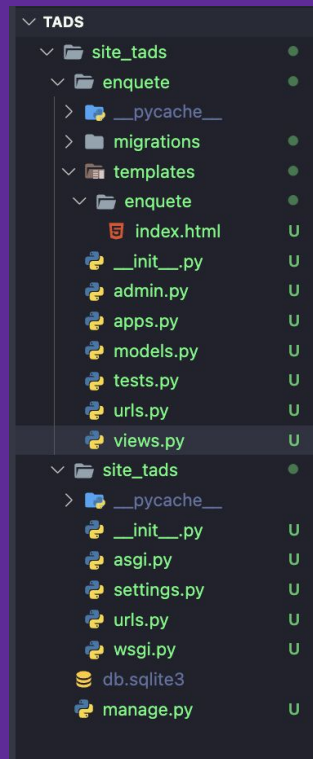 TADS
site_tads
enquete
__pycache__
migrations
templates
enquete
index.html U
__init__.py U
admin.py U
apps.py U
models.py U
tests.py U
urls.py U
views.py U
site_tads
__pycache__
__init__.py U
asgi.py U
settings.py U
urls.py U
wsgi.py U
db.sqlite3
manage.py U